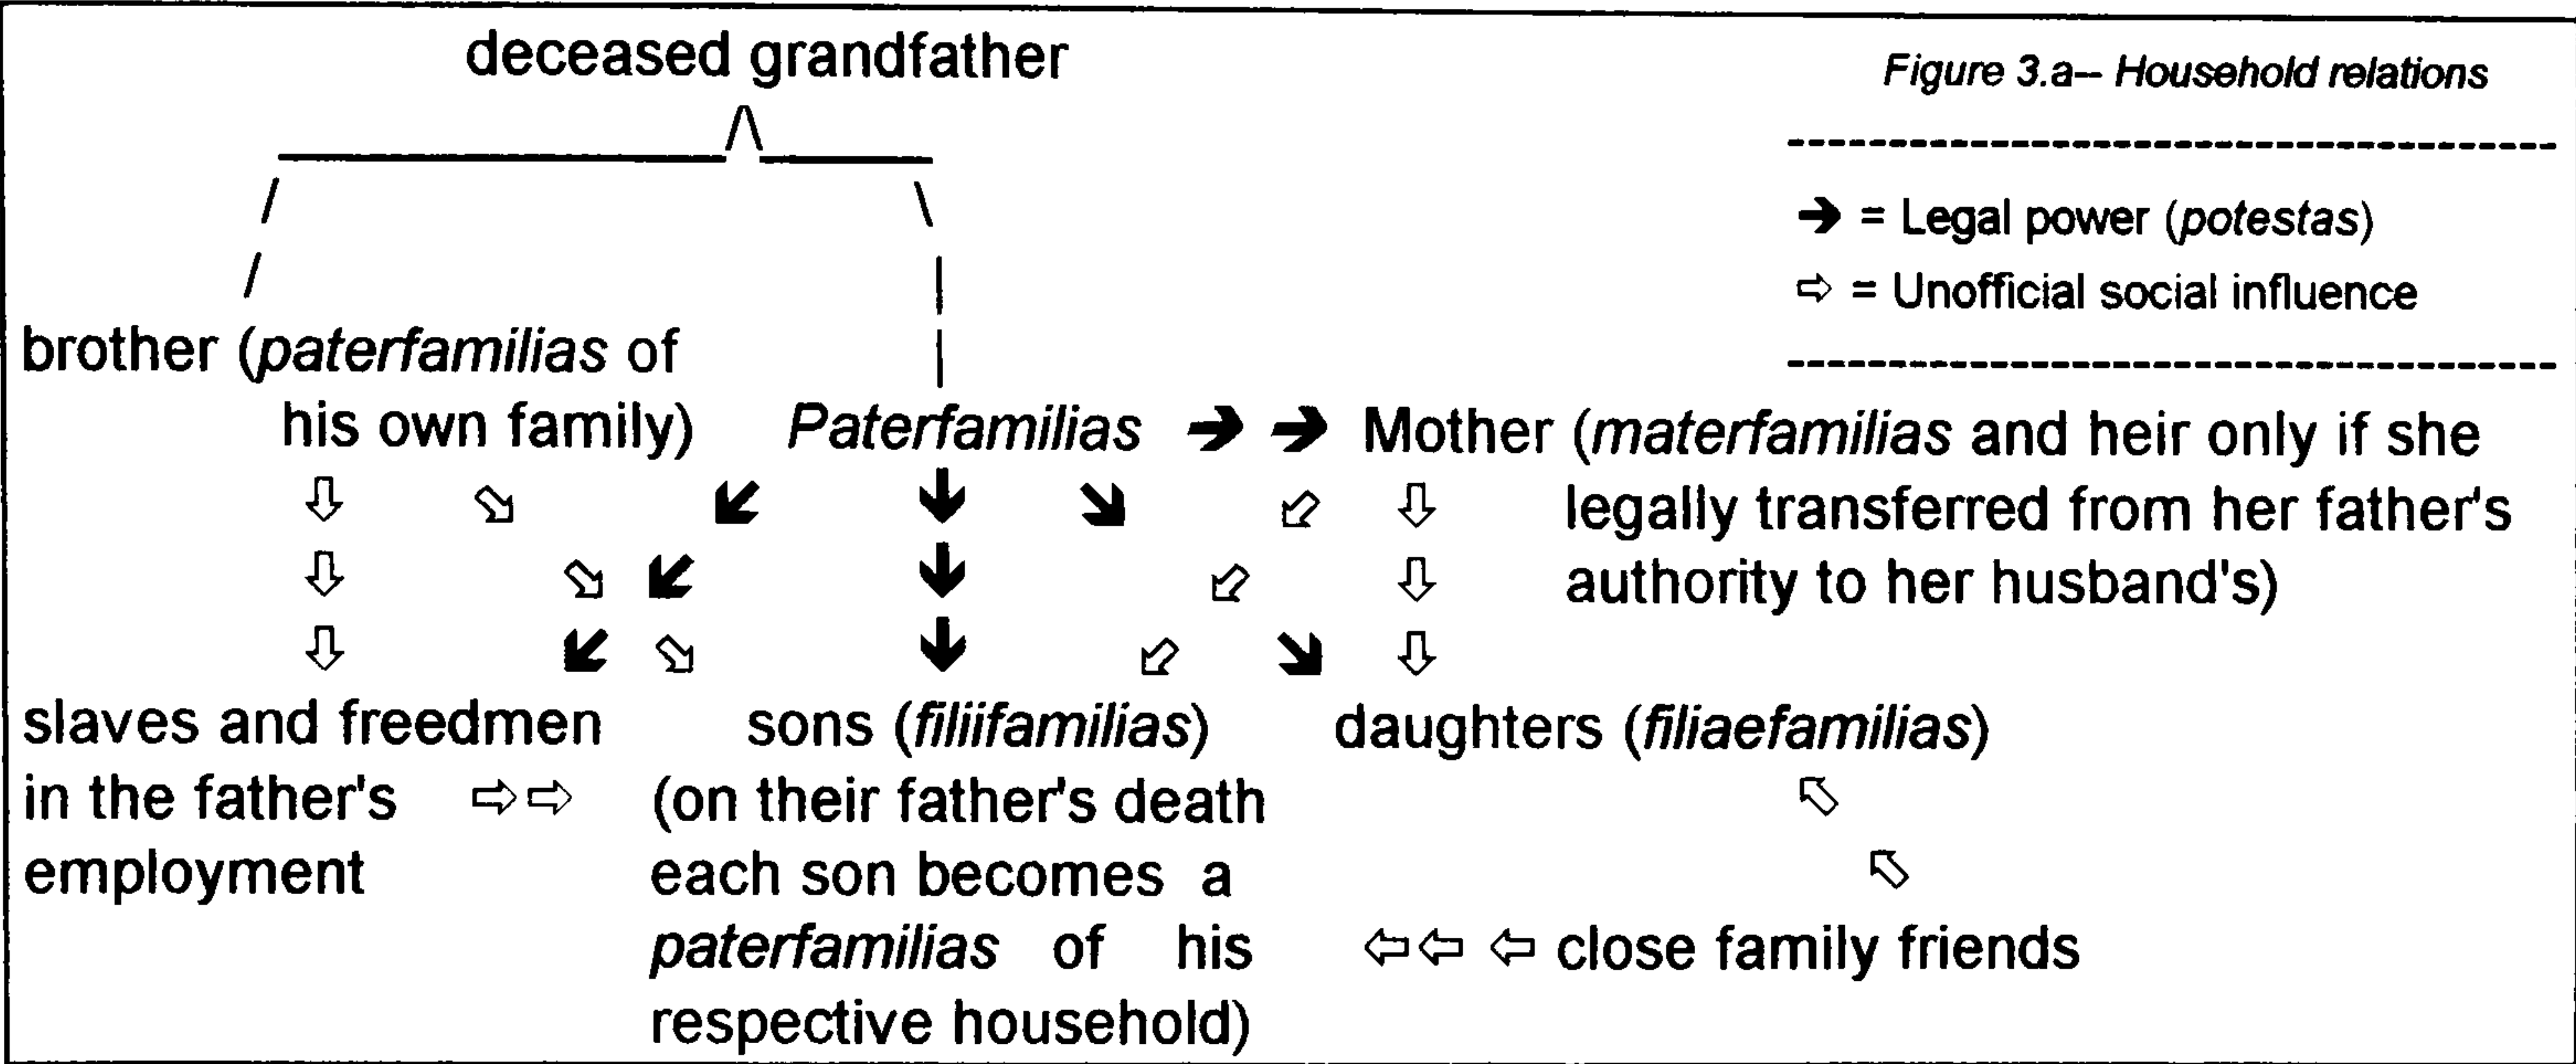 deceased grandfather
Figure 3.a-- Household relations
➔ = Legal power (potestas)
⇨ = Unofficial social influence
brother (paterfamilias of
his own family)
Paterfamilias ➔ ➔ Mother (materfamilias and heir only if she
legally transferred from her father's
authority to her husband's)
slaves and freedmen
in the father's ⇨⇨
employment
sons (filiifamilias)
(on their father's death
each son becomes a
paterfamilias of his
respective household)
daughters (filiaefamilias)
⇦⇦ ⇦ close family friends